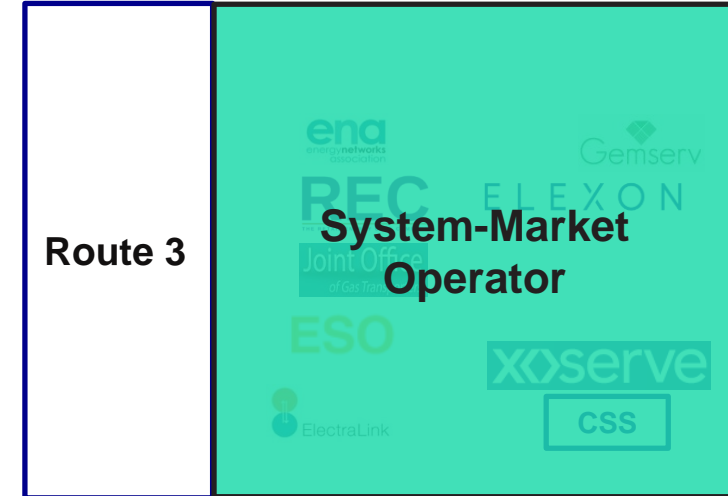 Route 3
System-Market
Operator
ena
energynetworks
association
Gemserv
REC
ELEXON
Joint Office
of Gas Trans
ESO
xoserve
ElectraLink
CSS